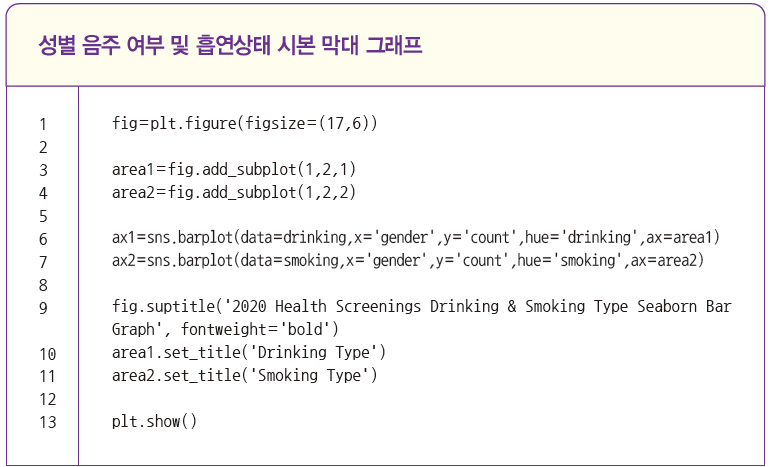 성별 음주 여부 및 흡연상태 시본 막대 그래프
1 fig=plt.figure(figsize=(17,6))
2
3 area1=fig.add_subplot(1,2,1)
4 area2=fig.add_subplot(1,2,2)
5
6 ax1=sns.barplot(data=drinking,x='gender',y='count',hue='drinking',ax=area1)
7 ax2=sns.barplot(data=smoking,x='gender',y='count',hue='smoking',ax=area2)
8
9 fig.suptitle('2020 Health Screenings Drinking & Smoking Type Seaborn Bar
Graph', fontweight='bold')
10 area1.set_title('Drinking Type')
11 area2.set_title('Smoking Type')
12
13 plt.show()